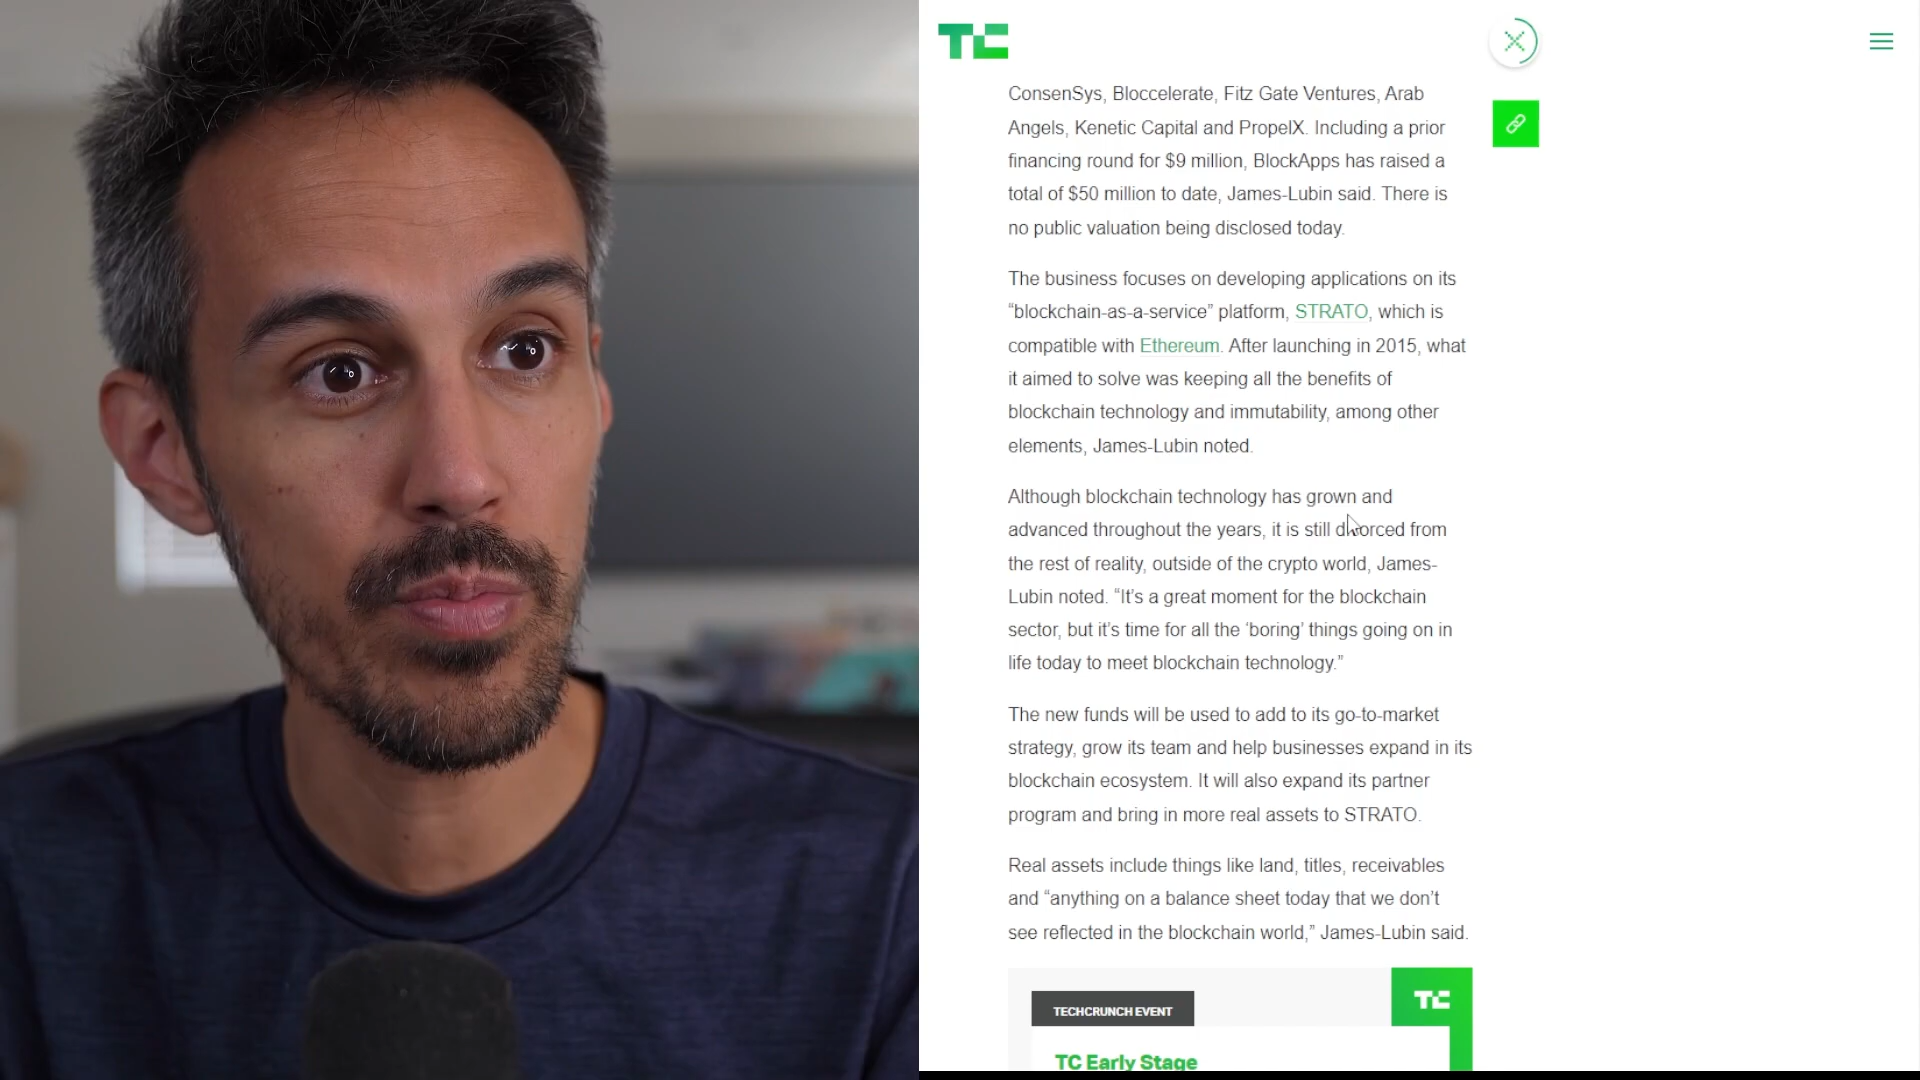 TC
ConsenSys, Bloccelerate, Fitz Gate Ventures, Arab
Angels, Kenetic Capital and PropelX. Including a prior
financing round for $9 million, BlockApps has raised a
total of $50 million to date, James-Lubin said. There is
no public valuation being disclosed today.
The business focuses on developing applications on its
“blockchain-as-a-service” platform, STRATO, which is
compatible with Ethereum. After launching in 2015, what
it aimed to solve was keeping all the benefits of
blockchain technology and immutability, among other
elements, James-Lubin noted.
Although blockchain technology has grown and
advanced throughout the years, it is still divorced from
the rest of reality, outside of the crypto world, James-
Lubin noted. “It’s a great moment for the blockchain
sector, but it’s time for all the ‘boring’ things going on in
life today to meet blockchain technology.”
The new funds will be used to add to its go-to-market
strategy, grow its team and help businesses expand in its
blockchain ecosystem. It will also expand its partner
program and bring in more real assets to STRATO.
Real assets include things like land, titles, receivables
and “anything on a balance sheet today that we don’t
see reflected in the blockchain world,” James-Lubin said.
TC
TECHCRUNCH EVENT
TC Early Stage